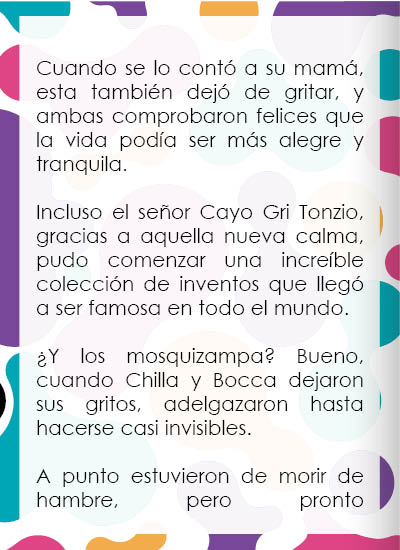 Cuando se lo contó a su mamá,
esta también dejó de gritar, y
ambas comprobaron felices que
la vida podía ser más alegre y
tranquila.
Incluso el señor Cayo Gri Tonzio,
gracias a aquella nueva calma,
pudo comenzar una increíble
colección de inventos que llegó
a ser famosa en todo el mundo.
¿Y los mosquizampa? Bueno,
cuando Chilla y Bocca dejaron
sus gritos, adelgazaron hasta
hacerse casi invisibles.
A punto estuvieron de morir de
hambre, pero pronto